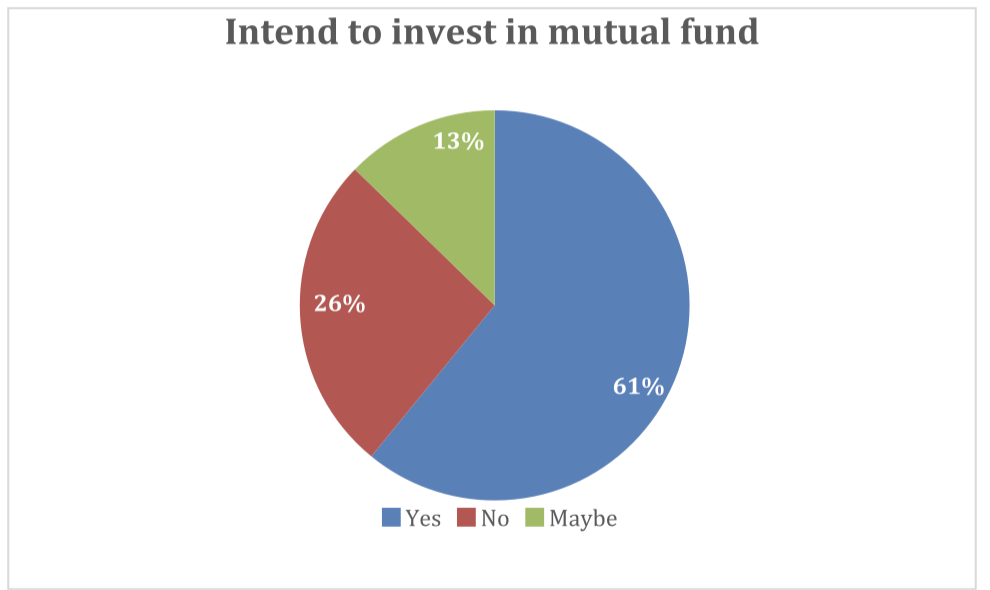 Intend to invest in mutual fund
13%
26%
61%
Yes No Maybe